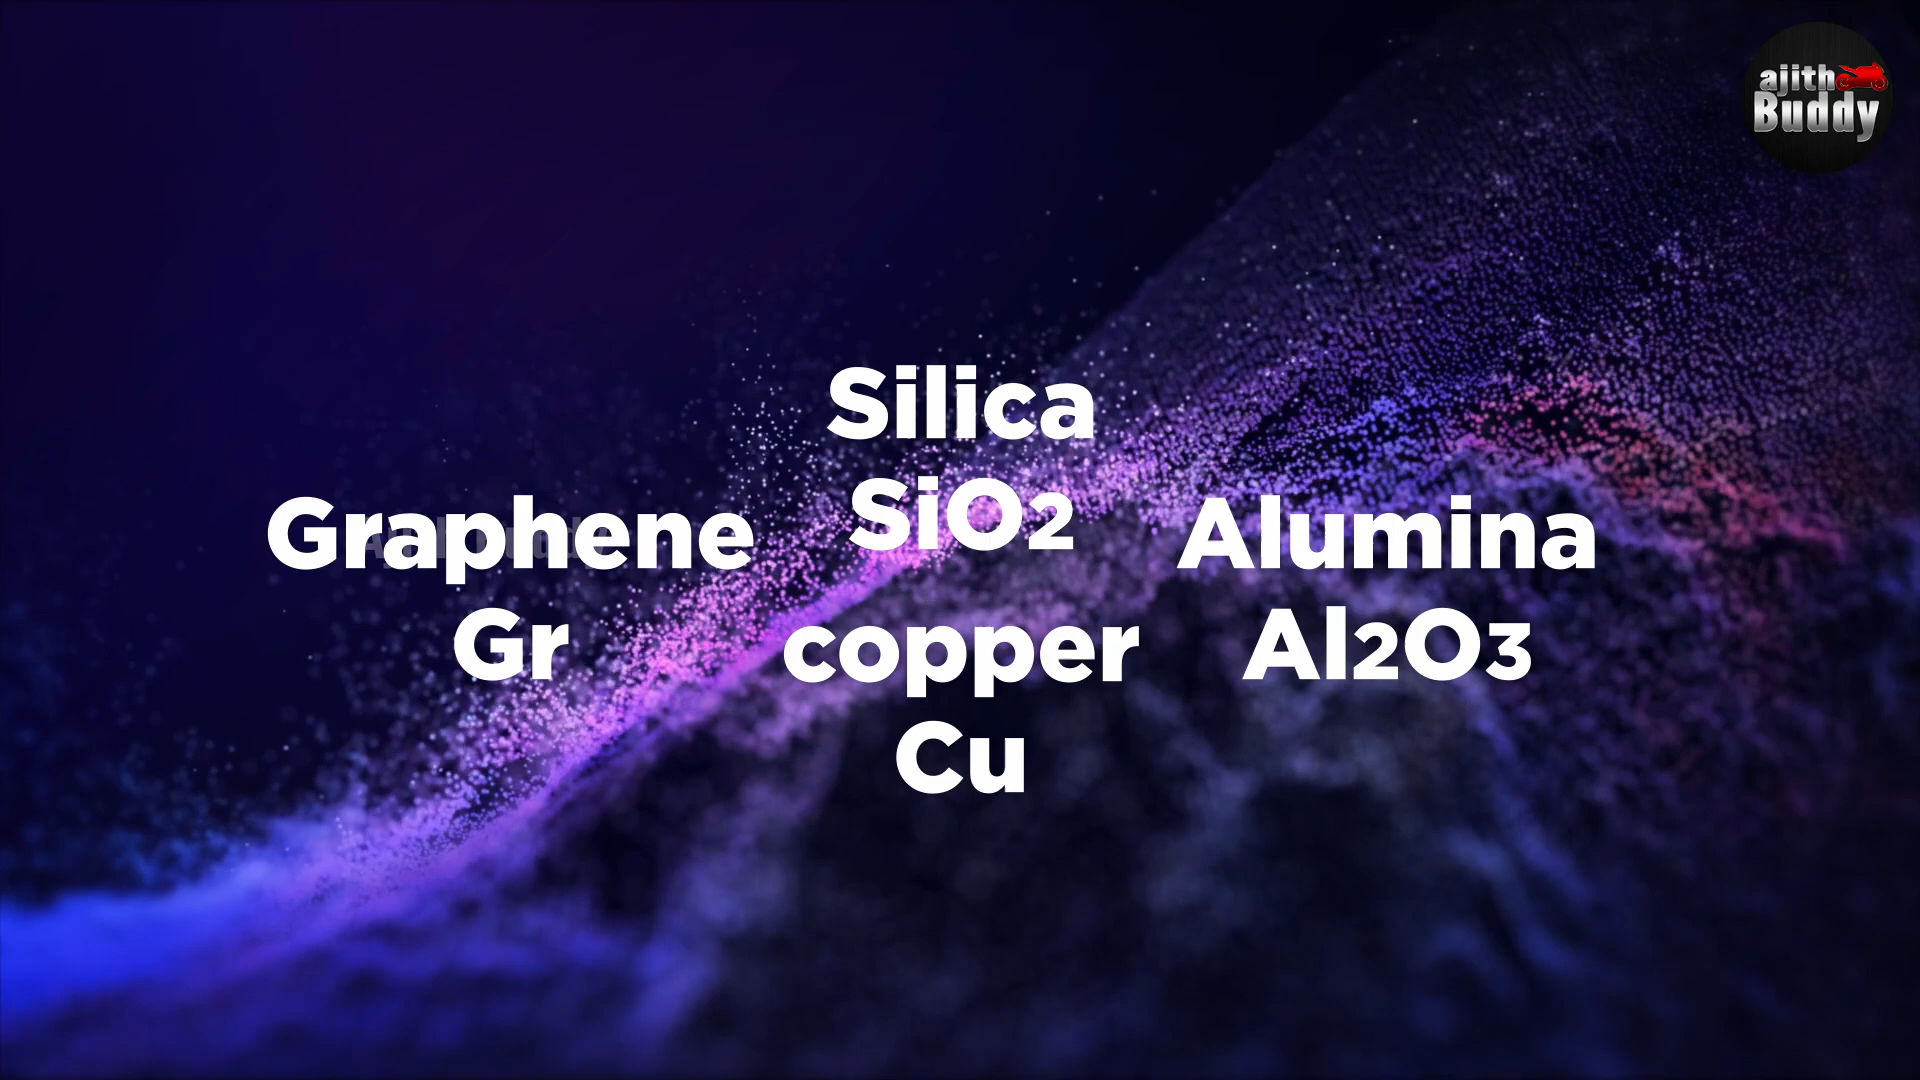 ajith
Buddy
Silica
SiO2
Graphene
Gr
Alumina
Al2O3
copper
Cu